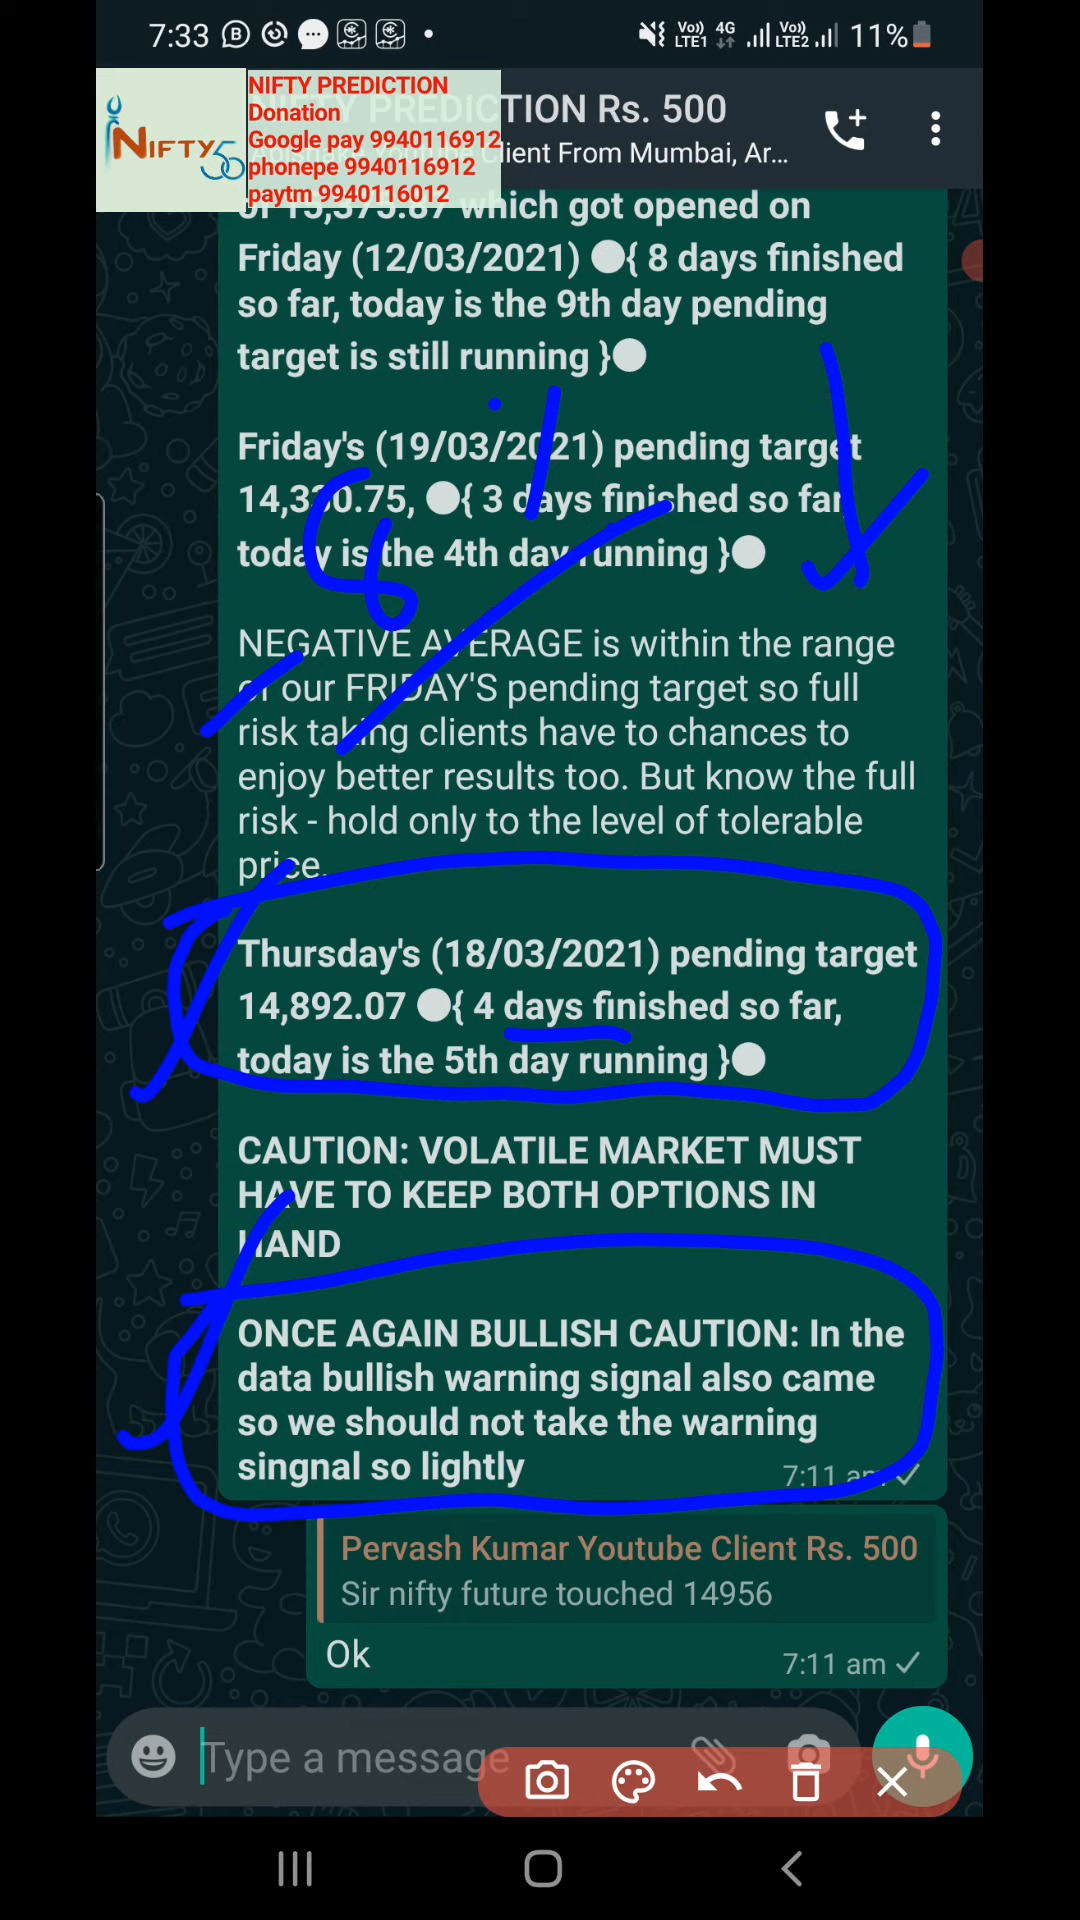 7:33
Vo)) LTE1 4G Vo)) LTE2 11%
NIFTY50
NIFTY PREDICTION
Donation
Google pay 9940116912
phonepe 9940116912
paytm 9940116012
NIFTY PREDICTION Rs. 500
Client From Mumbai, Ar...
which got opened on
Friday (12/03/2021) { 8 days finished
so far, today is the 9th day pending
target is still running }
Friday's (19/03/2021) pending target
14,330.75, { 3 days finished so far
today is the 4th day running }
NEGATIVE AVERAGE is within the range
of our FRIDAY'S pending target so full
risk taking clients have to chances to
enjoy better results too. But know the full
risk - hold only to the level of tolerable
price.
Thursday's (18/03/2021) pending target
14,892.07 { 4 days finished so far,
today is the 5th day running }
CAUTION: VOLATILE MARKET MUST
HAVE TO KEEP BOTH OPTIONS IN
HAND
ONCE AGAIN BULLISH CAUTION: In the
data bullish warning signal also came
so we should not take the warning
singnal so lightly
7:11 am
Pervash Kumar Youtube Client Rs. 500
Sir nifty future touched 14956
Ok
7:11 am
Type a message